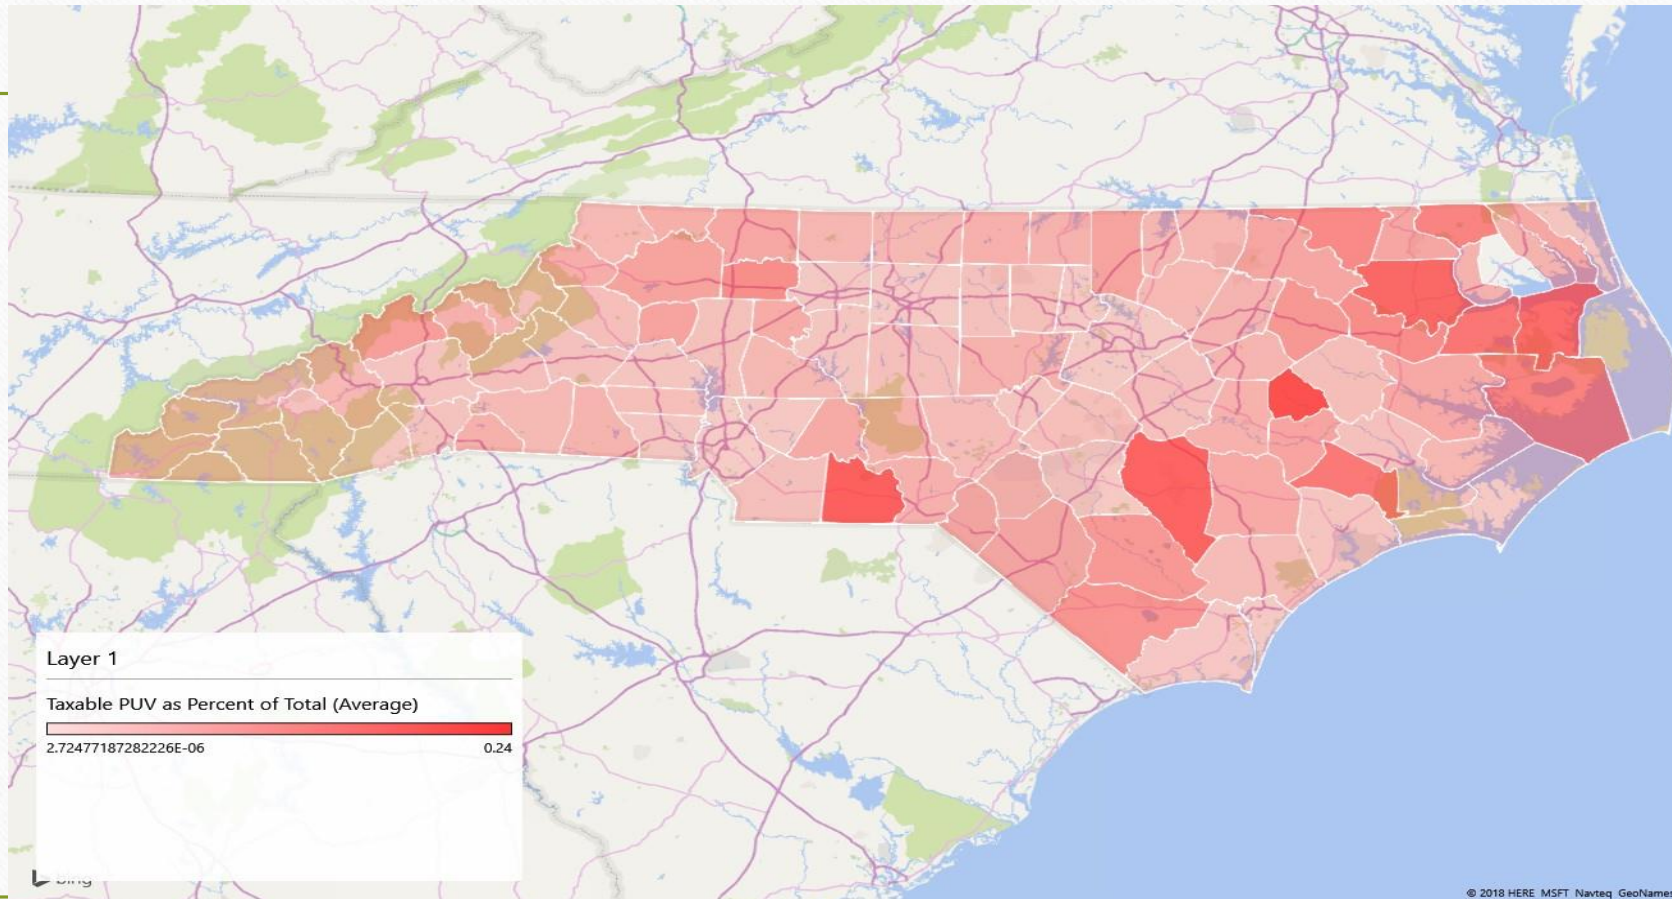 Layer 1
Taxable PUV as Percent of Total (Average)
2.72477187282226E-06 0.24
© 2018 HERE MSFT Navteq GeoNames